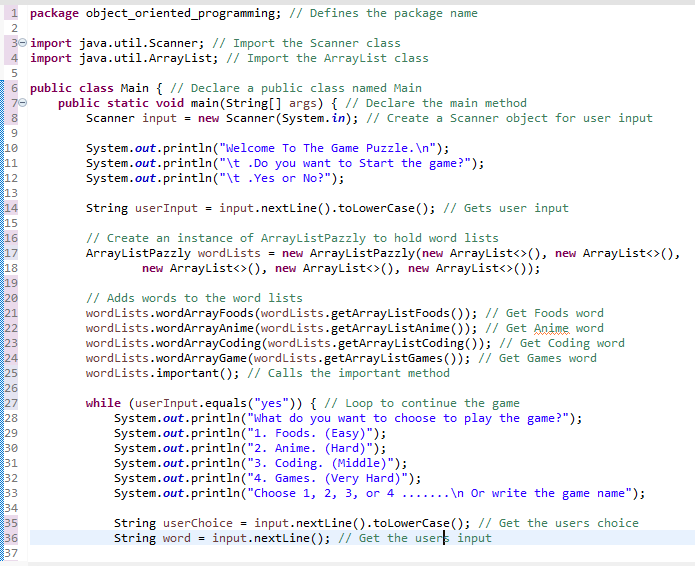 1 package object_oriented_programming; // Defines the package name
2
3 import java.util.Scanner; // Import the Scanner class
4 import java.util.ArrayList; // Import the ArrayList class
5
6 public class Main { // Declare a public class named Main
7 public static void main(String[] args) { // Declare the main method
8 Scanner input = new Scanner(System.in); // Create a Scanner object for user input
9
10 System.out.println("Welcome To The Game Puzzle.\n");
11 System.out.println("\t .Do you want to Start the game?");
12 System.out.println("\t .Yes or No?");
13
14 String userInput = input.nextLine().toLowerCase(); // Gets user input
15
16 // Create an instance of ArrayListPazzly to hold word lists
17 ArrayListPazzly wordLists = new ArrayListPazzly(new ArrayList<>(), new ArrayList<>(),
18 new ArrayList<>(), new ArrayList<>(), new ArrayList<>());
19
20 // Adds words to the word lists
21 wordLists.wordArrayFoods(wordLists.getArrayListFoods()); // Get Foods word
22 wordLists.wordArrayAnime(wordLists.getArrayListAnime()); // Get Anime word
23 wordLists.wordArrayCoding(wordLists.getArrayListCoding()); // Get Coding word
24 wordLists.wordArrayGame(wordLists.getArrayListGames()); // Get Games word
25 wordLists.important(); // Calls the important method
26
27 while (userInput.equals("yes")) { // Loop to continue the game
28 System.out.println("What do you want to choose to play the game?");
29 System.out.println("1. Foods. (Easy)");
30 System.out.println("2. Anime. (Hard)");
31 System.out.println("3. Coding. (Middle)");
32 System.out.println("4. Games. (Very Hard)");
33 System.out.println("Choose 1, 2, 3, or 4 .......\n Or write the game name");
34
35 String userChoice = input.nextLine().toLowerCase(); // Get the users choice
36 String word = input.nextLine(); // Get the users input
37